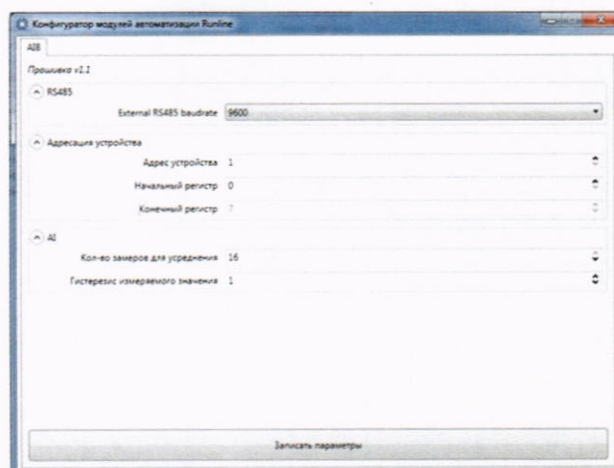 Конфигуратор модулей автоматизации Runline
AI8
Прошивка v1.1
RS485
External RS485 baudrate 9600
Адресация устройства
Адрес устройства 1
Начальный регистр 0
Конечный регистр 7
AI
Кол-во замеров для усреднения 16
Гистерезис измеряемого значения 1
Записать параметры